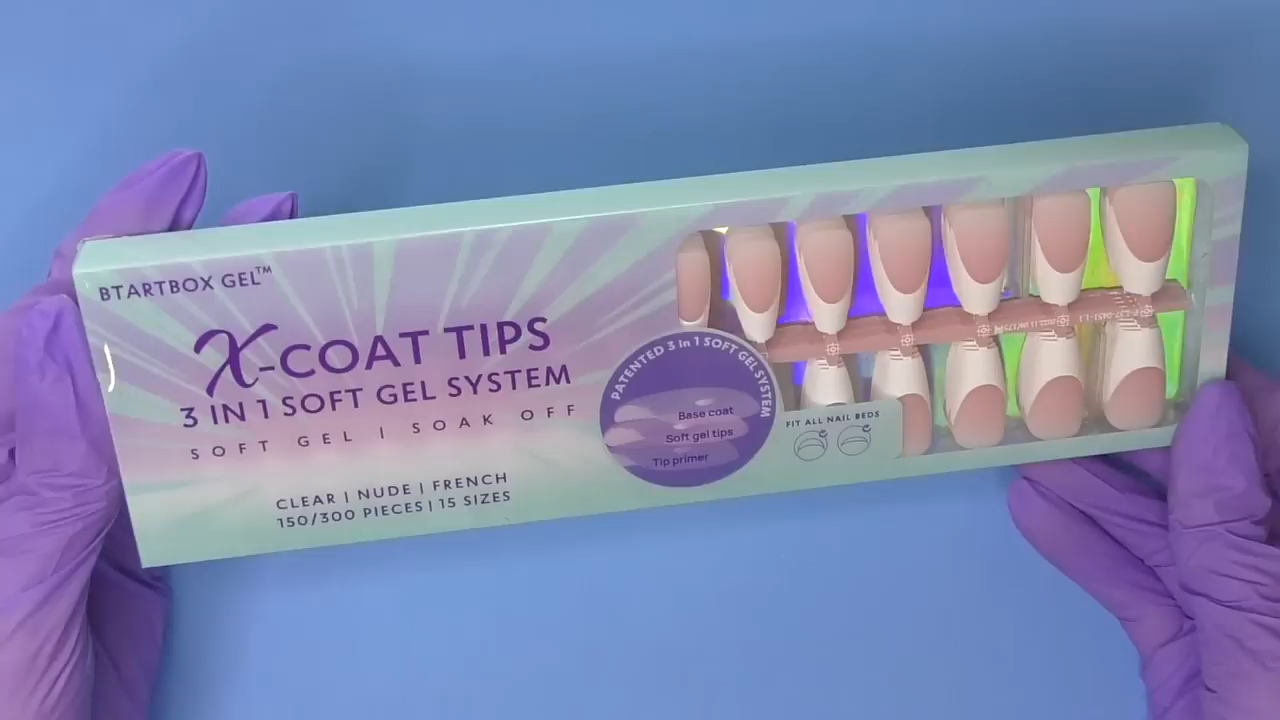 BTARTBOX GEL™
X-COAT TIPS
3 IN 1 SOFT GEL SYSTEM
SOFT GEL | SOAK OFF
CLEAR | NUDE | FRENCH
150/300 PIECES | 15 SIZES
PATENTED 3 In 1 SOFT GEL SYSTEM
Base coat
Soft gel tips
Tip primer
FIT ALL NAIL BEDS